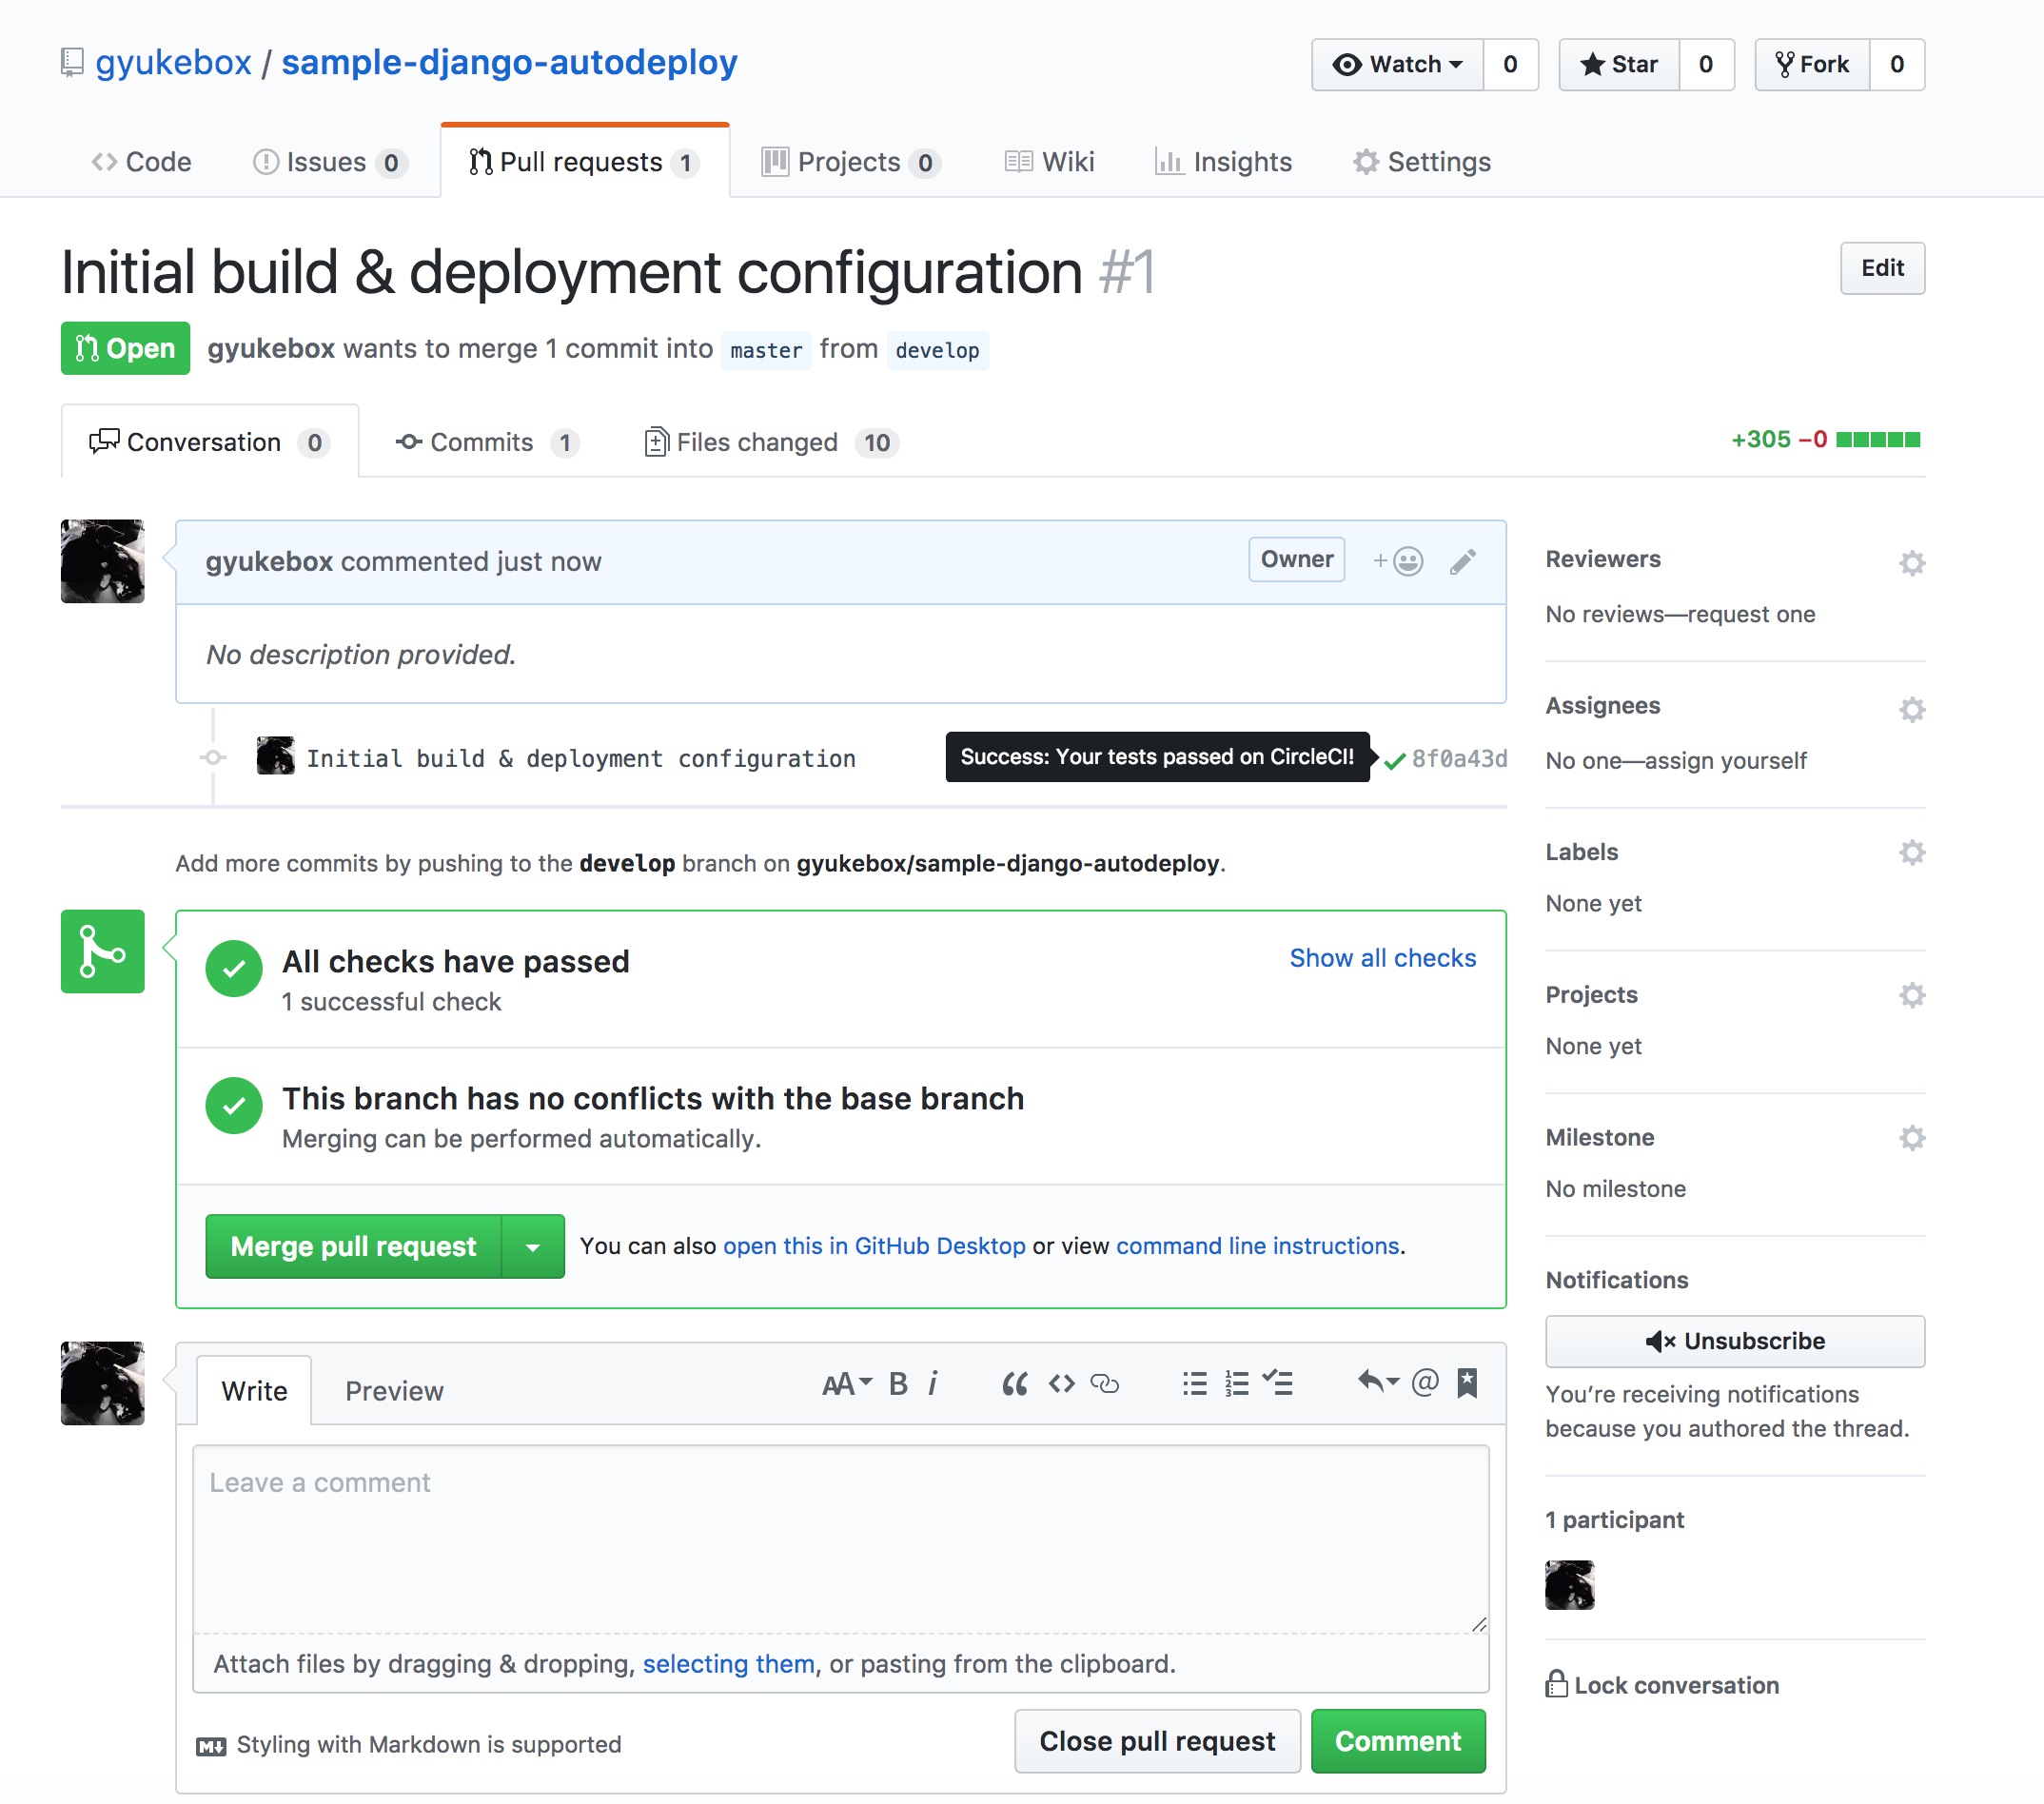 gyukebox / sample-django-autodeploy
Watch 0 Star 0 Fork 0
Code Issues 0 Pull requests 1 Projects 0 Wiki Insights Settings
Initial build & deployment configuration #1
Edit
Open gyukebox wants to merge 1 commit into master from develop
Conversation 0 Commits 1 Files changed 10
+305 −0
gyukebox commented just now
Owner
No description provided.
Initial build & deployment configuration
Success: Your tests passed on CircleCI!
8f0a43d
Add more commits by pushing to the develop branch on gyukebox/sample-django-autodeploy.
All checks have passed
Show all checks
1 successful check
This branch has no conflicts with the base branch
Merging can be performed automatically.
Merge pull request
You can also open this in GitHub Desktop or view command line instructions.
Write Preview
AA B i
Leave a comment
Attach files by dragging & dropping, selecting them, or pasting from the clipboard.
Styling with Markdown is supported
Close pull request
Comment
Reviewers
No reviews—request one
Assignees
No one—assign yourself
Labels
None yet
Projects
None yet
Milestone
No milestone
Notifications
Unsubscribe
You’re receiving notifications
because you authored the thread.
1 participant
Lock conversation